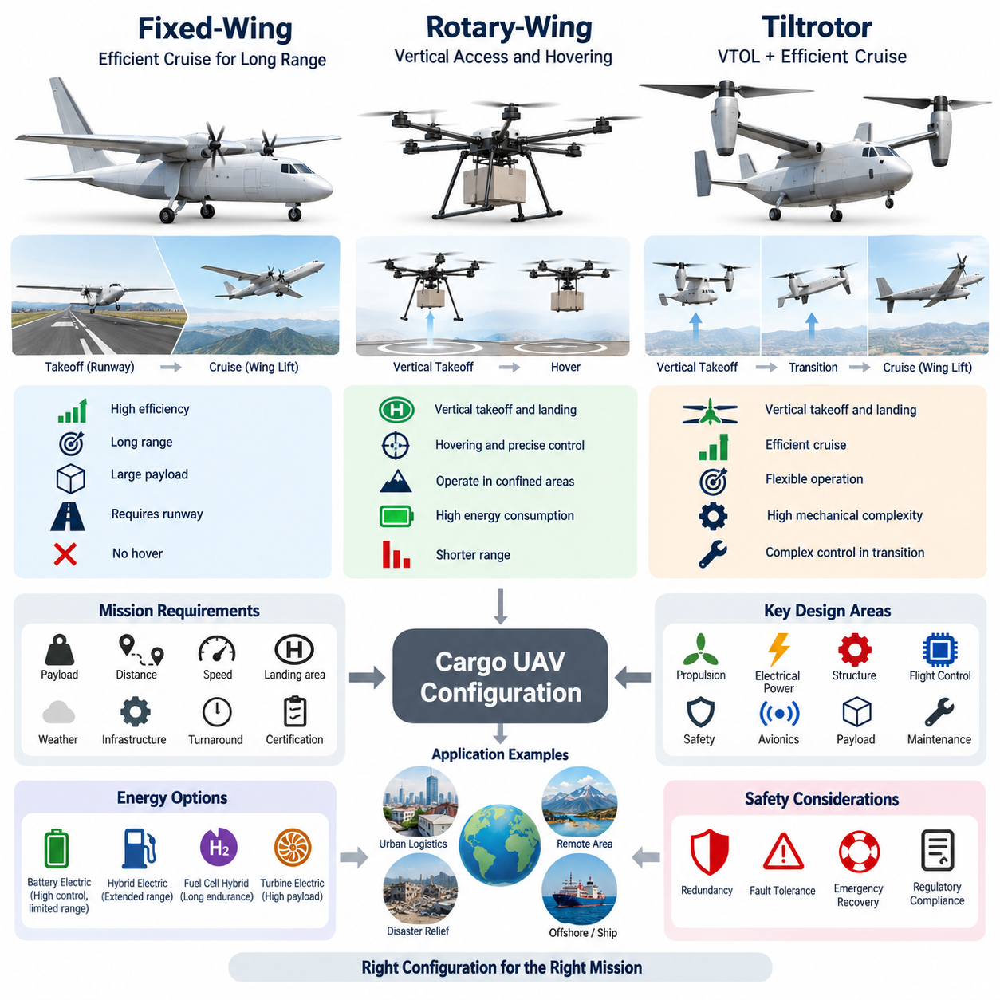 Fixed-Wing
Efficient Cruise for Long Range
Rotary-Wing
Vertical Access and Hovering
Tiltrotor
VTOL + Efficient Cruise
Takeoff (Runway)
Cruise (Wing Lift)
Vertical Takeoff
Hover
Vertical Takeoff
Transition
Cruise (Wing Lift)
High efficiency
Long range
Large payload
Requires runway
No hover
H
Vertical takeoff and landing
Hovering and precise control
Operate in confined areas
High energy consumption
Shorter range
Vertical takeoff and landing
Efficient cruise
Flexible operation
High mechanical complexity
Complex control in transition
Mission Requirements
Payload
Distance
Speed
H
Landing area
Weather
Infrastructure
Turnaround
Certification
Cargo UAV
Configuration
Key Design Areas
Propulsion
Electrical
Power
Structure
Flight Control
Safety
Avionics
Payload
Maintenance
Energy Options
Battery Electric
(High control,
limited range)
Hybrid Electric
(Extended range)
H₂
Fuel Cell Hybrid
(Long endurance)
Turbine Electric
(High payload)
Application Examples
Urban Logistics
Remote Area
Disaster Relief
Offshore / Ship
Safety Considerations
Redundancy
Fault Tolerance
Emergency
Recovery
Regulatory
Compliance
Right Configuration for the Right Mission